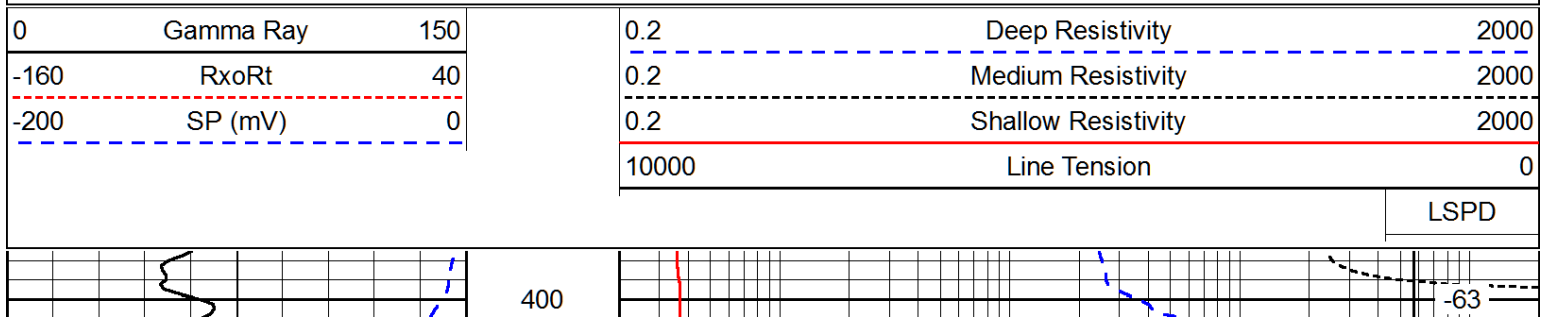 0 Gamma Ray 150 0.2 Deep Resistivity 2000
-160 RxoRt 40 0.2 Medium Resistivity 2000
-200 SP (mV) 0 0.2 Shallow Resistivity 2000
10000 Line Tension 0
LSPD
400 -63